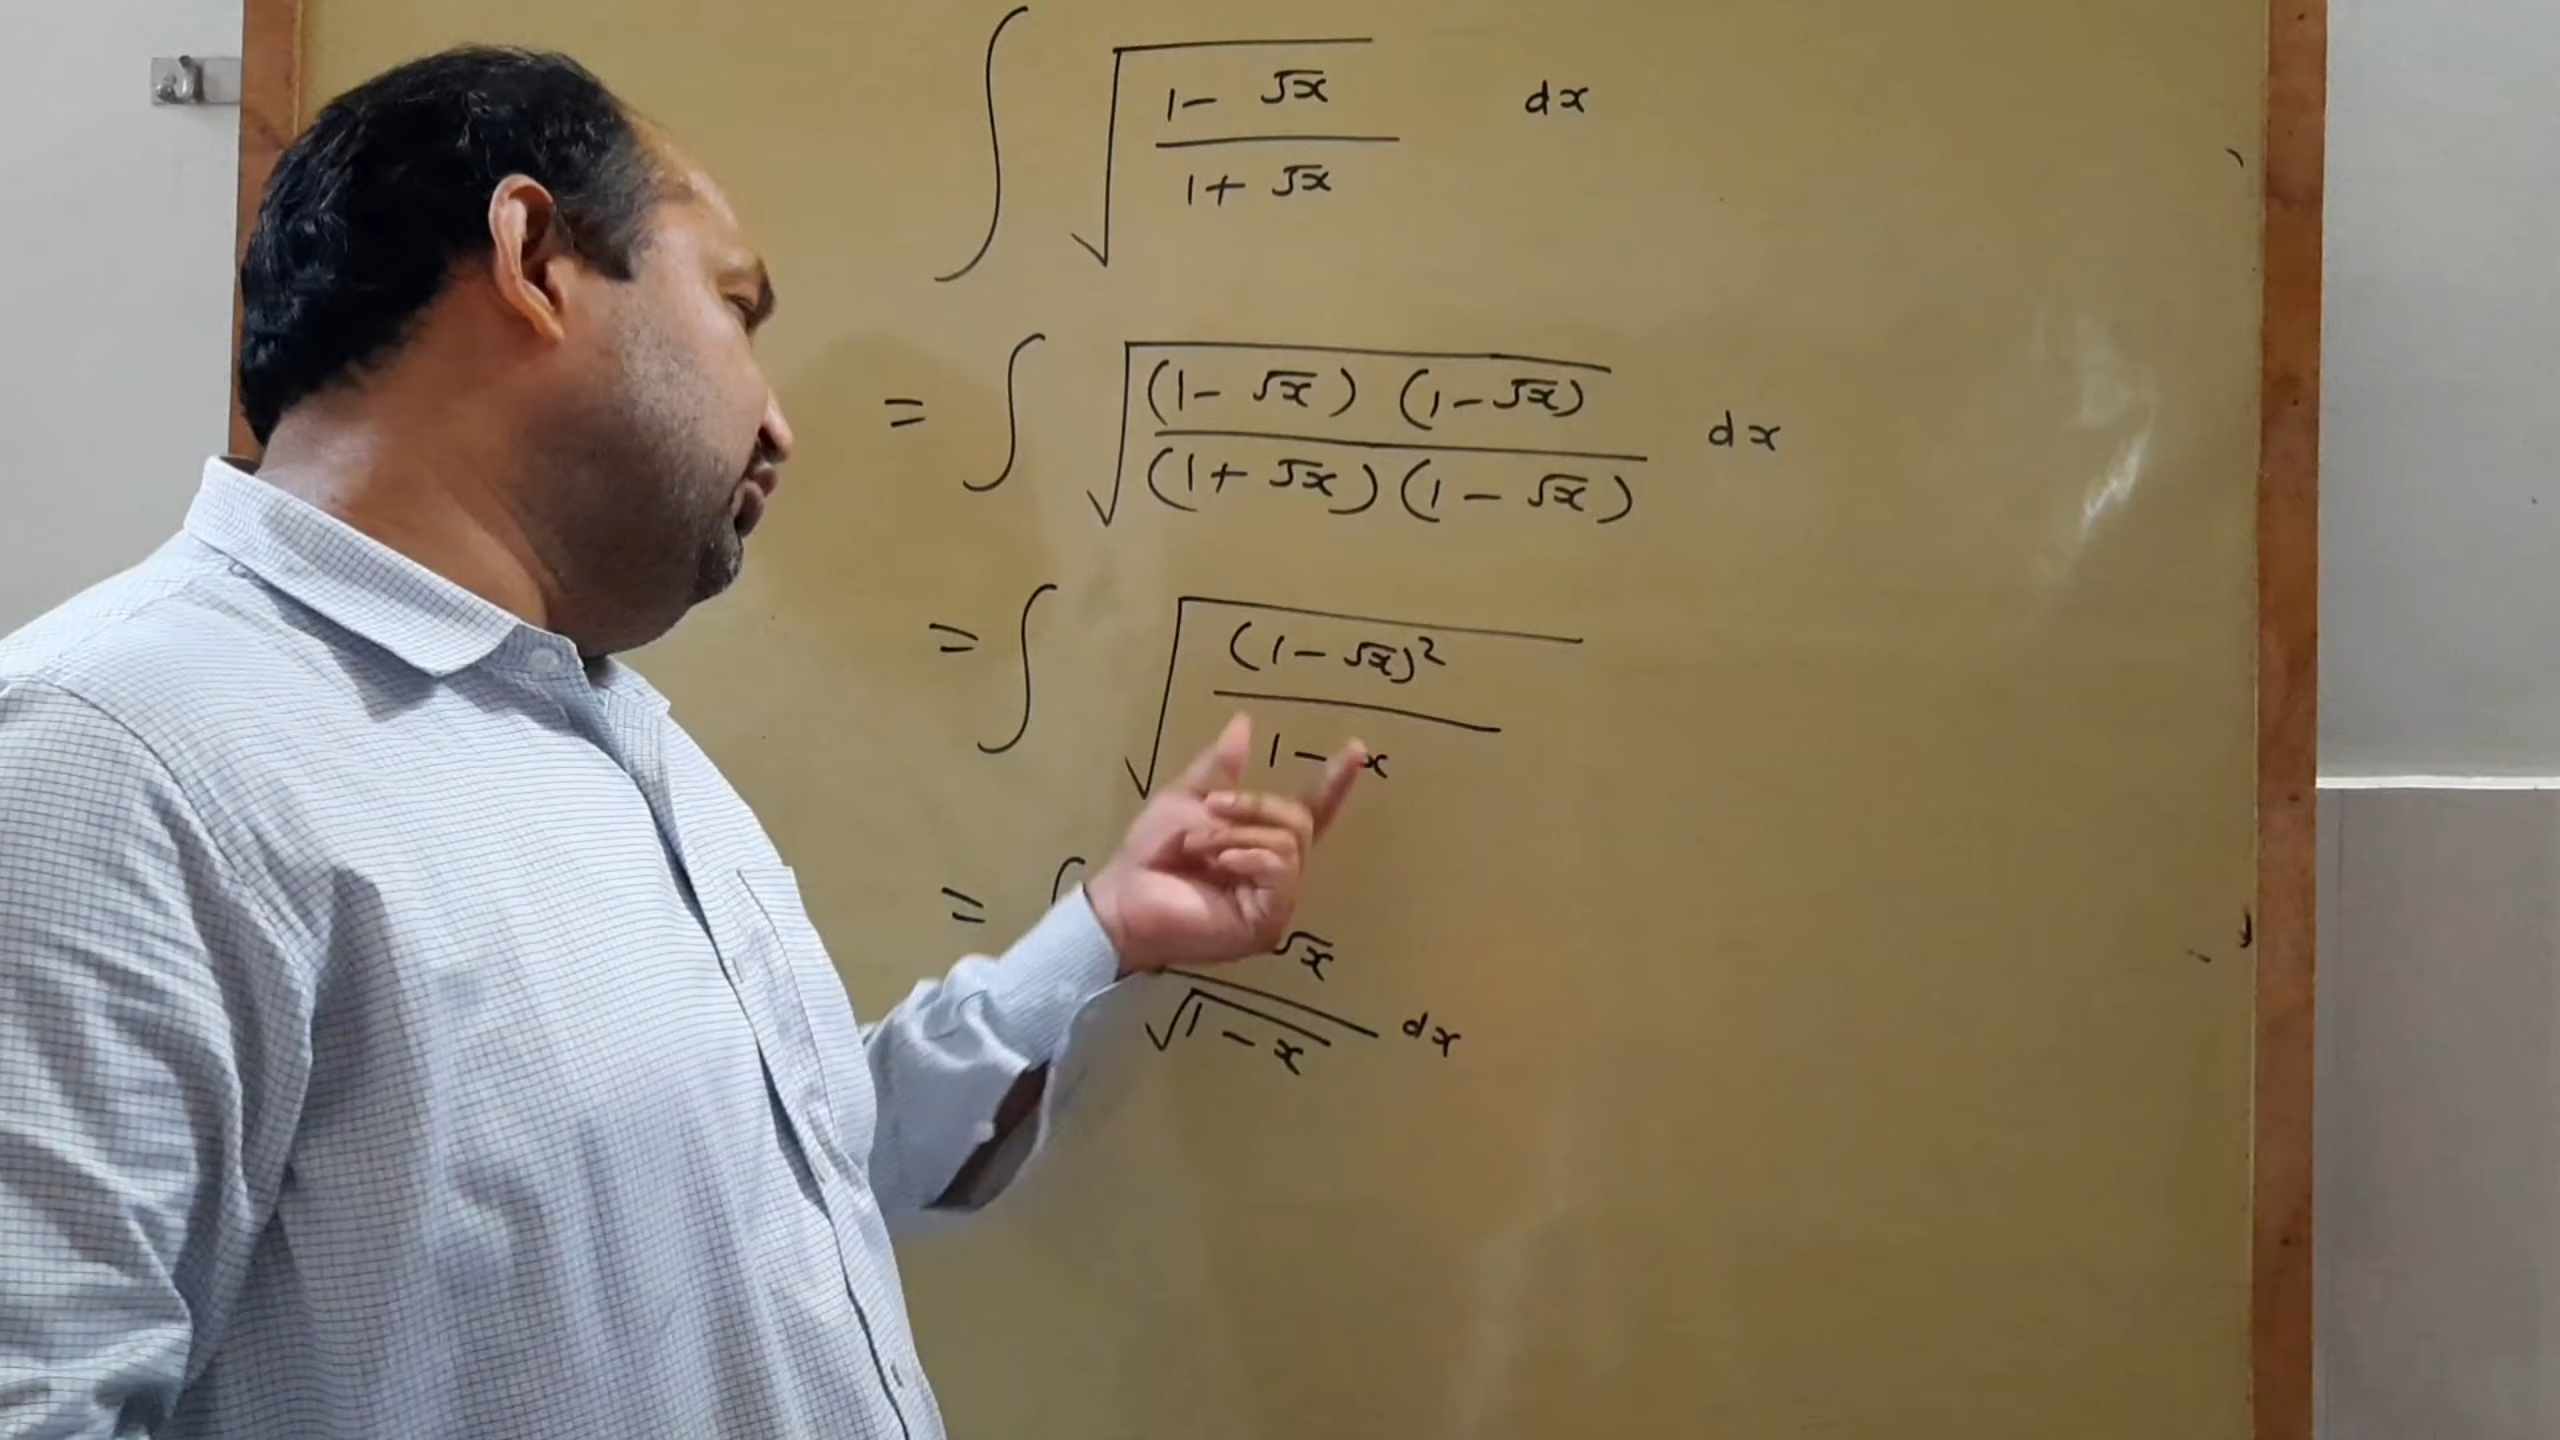 ∫ √((1 - √x) / (1 + √x)) dx
= ∫ √((1 - √x) (1 - √x) / (1 + √x) (1 - √x)) dx
= ∫ √((1 - √x)² / 1 - x)
= ∫ √x / √(1 - x) dx